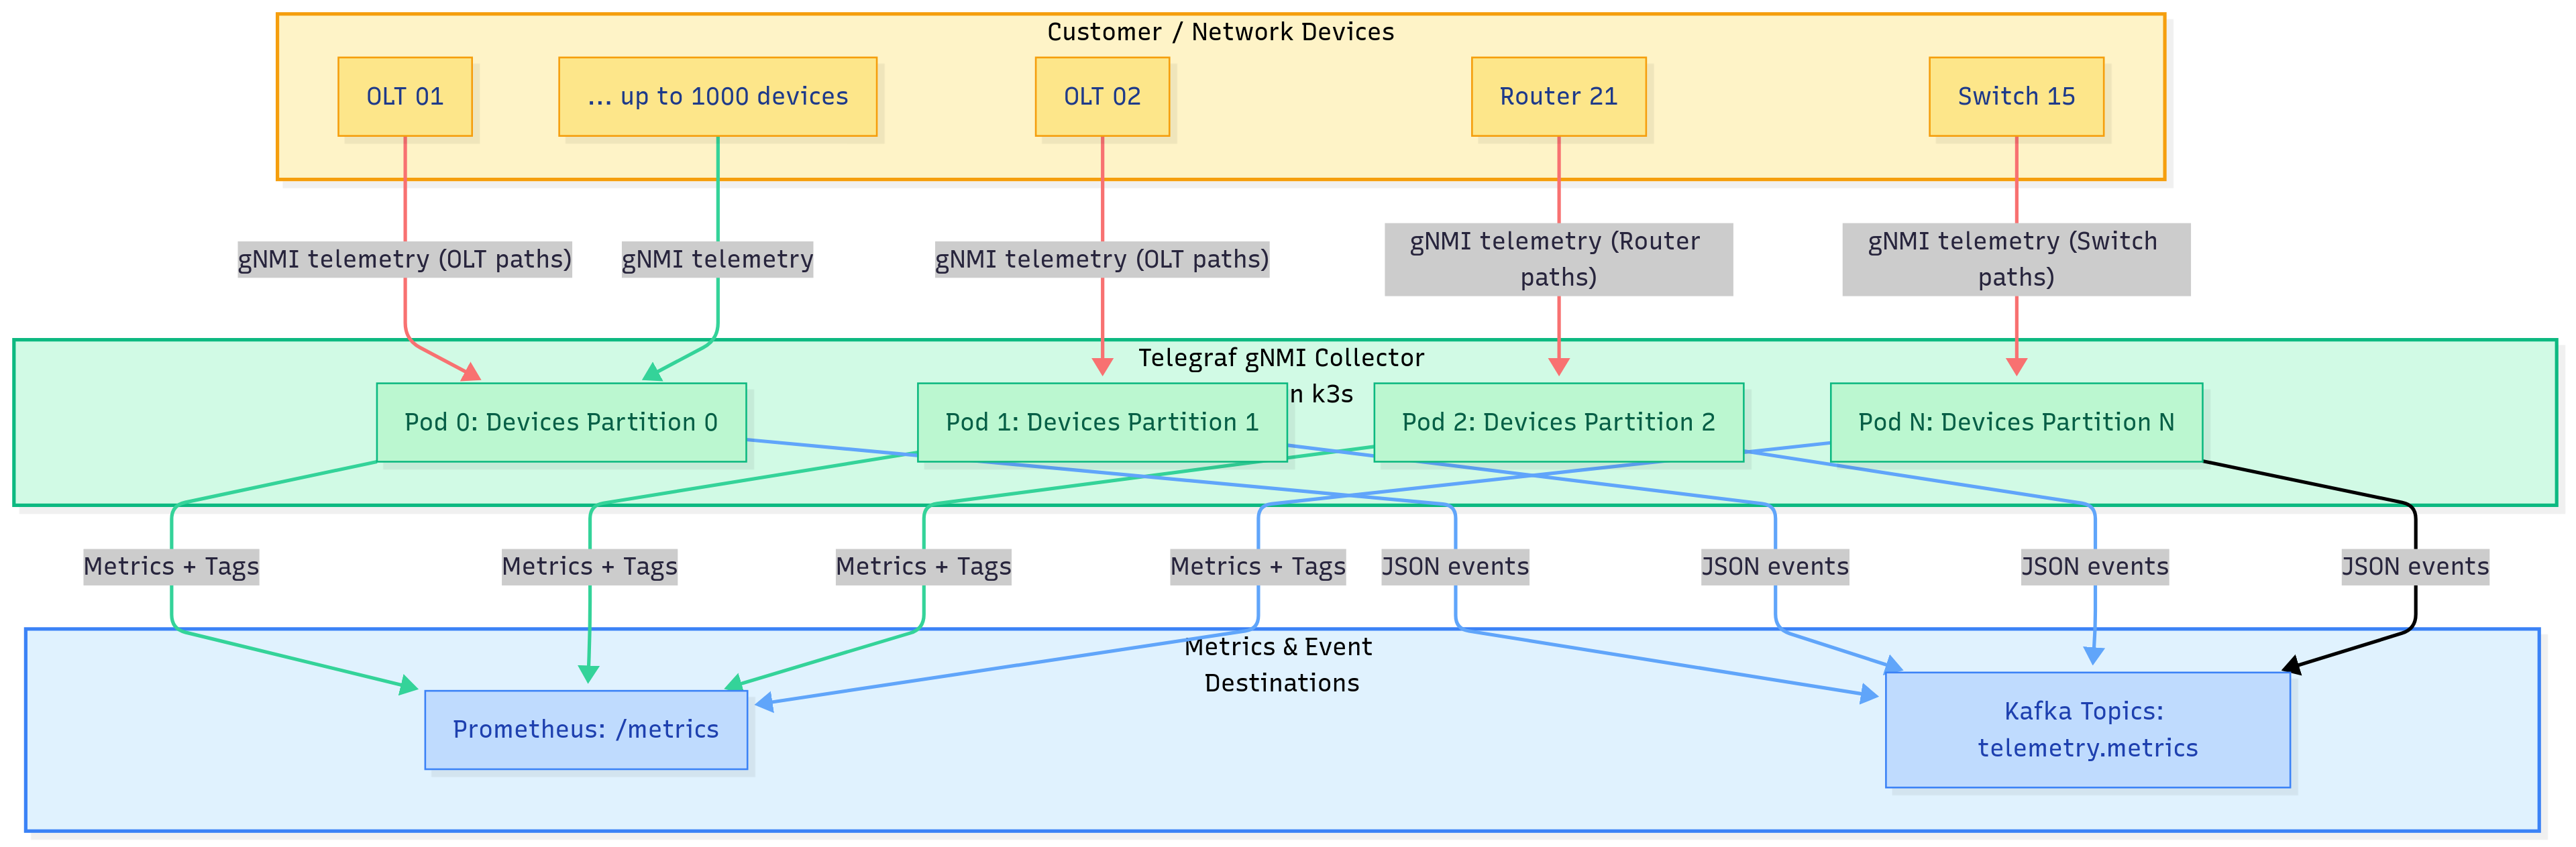 Customer / Network Devices
OLT 01
... up to 1000 devices
OLT 02
Router 21
Switch 15
gNMI telemetry (OLT paths)
gNMI telemetry
gNMI telemetry (OLT paths)
gNMI telemetry (Router
paths)
gNMI telemetry (Switch
paths)
Telegraf gNMI Collector
n k3s
Pod 0: Devices Partition 0
Pod 1: Devices Partition 1
Pod 2: Devices Partition 2
Pod N: Devices Partition N
Metrics + Tags
Metrics + Tags
Metrics + Tags
Metrics + Tags
JSON events
JSON events
JSON events
JSON events
Metrics & Event
Destinations
Prometheus: /metrics
Kafka Topics:
telemetry.metrics